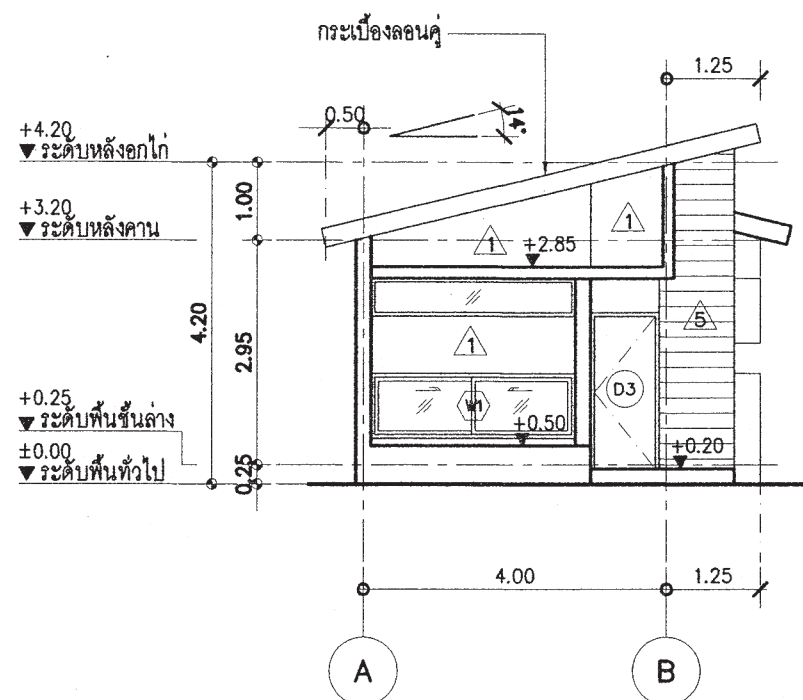 กระเบื้องลอนคู่
1.25
0.50
14°
+4.20
▼ ระดับหลังอกไก่
1.00
+3.20
▼ ระดับหลังคาน
1
1
+2.85
4.20
2.95
1
5
W1
D3
+0.25
▼ ระดับพื้นชั้นล่าง
+0.50
+0.20
±0.00
▼ ระดับพื้นทั่วไป
0.25
4.00
1.25
A
B